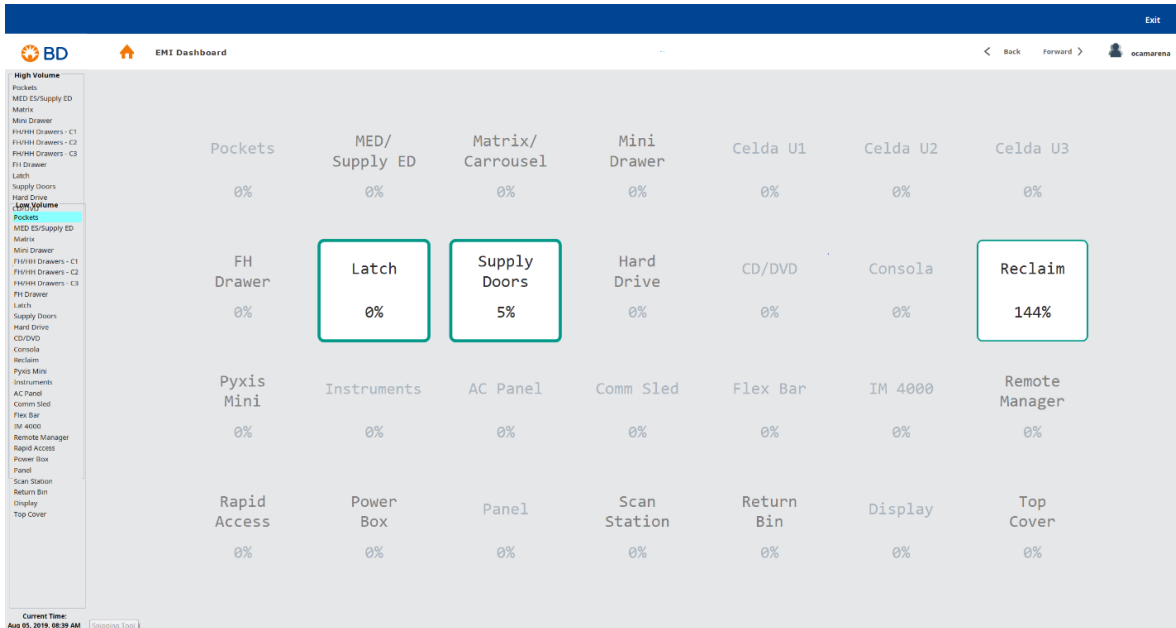 Exit
BD
EMI Dashboard
Back
Forward
ocamarena
High Volume
Pockets
MED ES/Supply ED
Matrix
Mini Drawer
FH/HH Drawers - C1
FH/HH Drawers - C2
FH/HH Drawers - C3
FH Drawer
Latch
Supply Doors
Hard Drive
CD/DVD
Low Volume
Pockets
MED ES/Supply ED
Matrix
Mini Drawer
FH/HH Drawers - C1
FH/HH Drawers - C2
FH/HH Drawers - C3
FH Drawer
Latch
Supply Doors
Hard Drive
CD/DVD
Consola
Reclaim
Pyxis Mini
Instruments
AC Panel
Comm Sled
Flex Bar
IM 4000
Remote Manager
Rapid Access
Power Box
Panel
Scan Station
Return Bin
Display
Top Cover
Current Time:
Aug 05, 2019, 08:39 AM
Snipping Tool
Pockets
0%
MED/
Supply ED
0%
Matrix/
Carrousel
0%
Mini
Drawer
0%
Celda U1
0%
Celda U2
0%
Celda U3
0%
FH
Drawer
0%
Latch
0%
Supply
Doors
5%
Hard
Drive
0%
CD/DVD
0%
Consola
0%
Reclaim
144%
Pyxis
Mini
0%
Instruments
0%
AC Panel
0%
Comm Sled
0%
Flex Bar
0%
IM 4000
0%
Remote
Manager
0%
Rapid
Access
0%
Power
Box
0%
Panel
0%
Scan
Station
0%
Return
Bin
0%
Display
0%
Top
Cover
0%